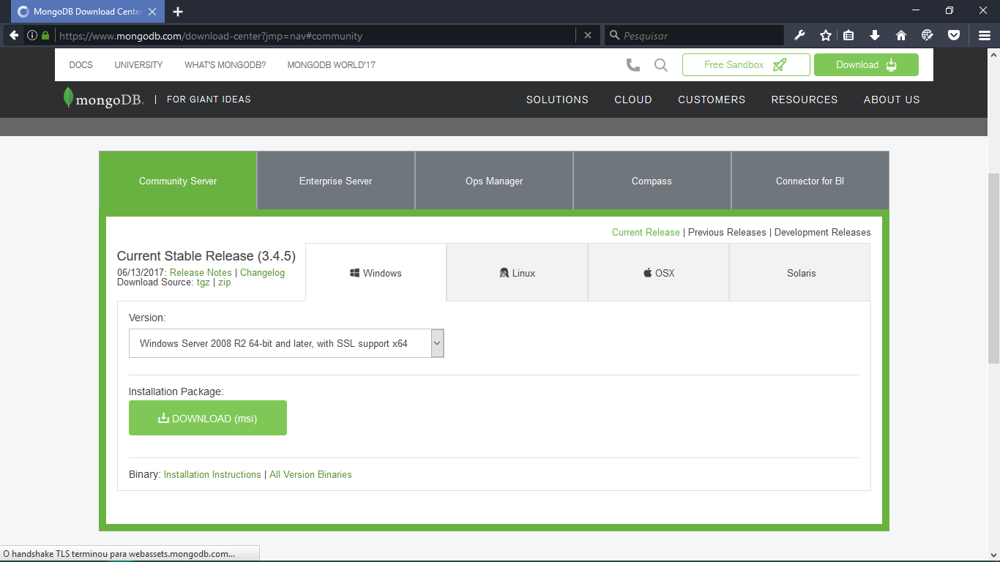 MongoDB Download Center
https://www.mongodb.com/download-center?jmp=nav#community
Pesquisar
DOCS UNIVERSITY WHAT'S MONGODB? MONGODB WORLD'17 Free Sandbox Download
mongoDB. FOR GIANT IDEAS SOLUTIONS CLOUD CUSTOMERS RESOURCES ABOUT US
Community Server Enterprise Server Ops Manager Compass Connector for BI
Current Release | Previous Releases | Development Releases
Current Stable Release (3.4.5)
06/13/2017: Release Notes | Changelog
Download Source: tgz | zip
Windows Linux OSX Solaris
Version:
Windows Server 2008 R2 64-bit and later, with SSL support x64
Installation Package:
DOWNLOAD (msi)
Binary: Installation Instructions | All Version Binaries
O handshake TLS terminou para webassets.mongodb.com...